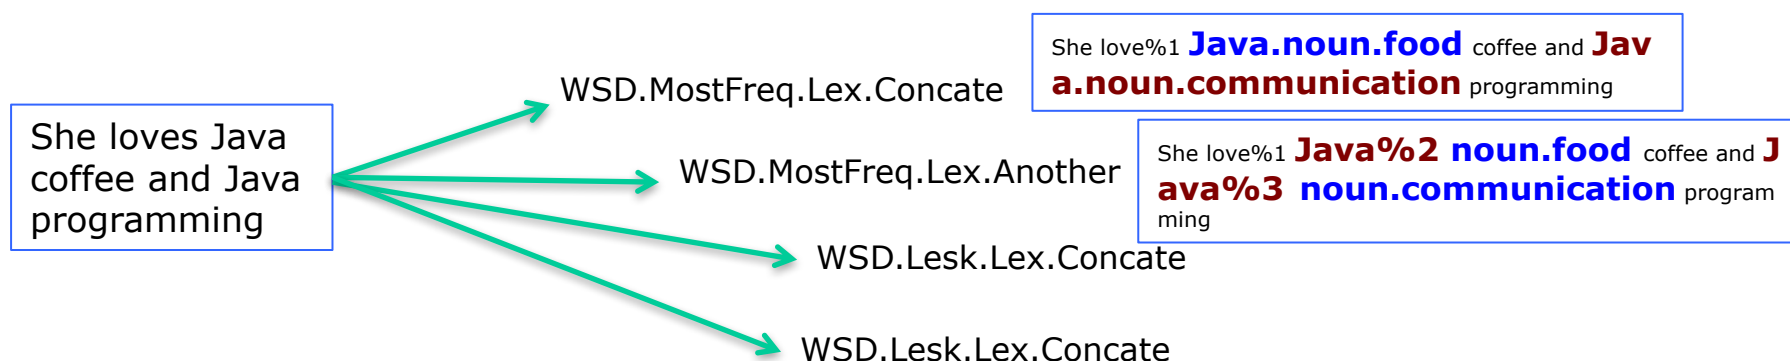 She loves Java
coffee and Java
programming
WSD.MostFreq.Lex.Concate
She love%1 Java.noun.food coffee and Jav
a.noun.communication programming
WSD.MostFreq.Lex.Another
She love%1 Java%2 noun.food coffee and J
ava%3 noun.communication program
ming
WSD.Lesk.Lex.Concate
WSD.Lesk.Lex.Concate